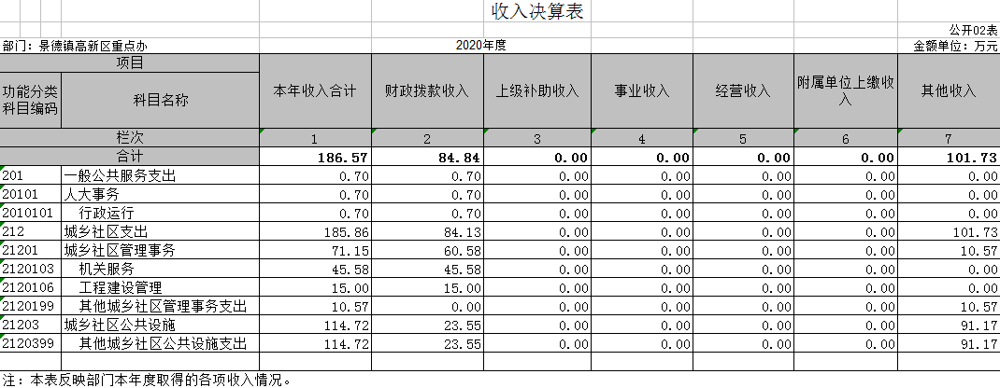 收入决算表
公开02表
部门：景德镇高新区重点办 2020年度 金额单位：万元
项目 本年收入合计 财政拨款收入 上级补助收入 事业收入 经营收入 附属单位上缴收入 其他收入
功能分类科目编码 科目名称
栏次 1 2 3 4 5 6 7
合计 186.57 84.84 0.00 0.00 0.00 0.00 101.73
201 一般公共服务支出 0.70 0.70 0.00 0.00 0.00 0.00 0.00
20101 人大事务 0.70 0.70 0.00 0.00 0.00 0.00 0.00
2010101 行政运行 0.70 0.70 0.00 0.00 0.00 0.00 0.00
212 城乡社区支出 185.86 84.13 0.00 0.00 0.00 0.00 101.73
21201 城乡社区管理事务 71.15 60.58 0.00 0.00 0.00 0.00 10.57
2120103 机关服务 45.58 45.58 0.00 0.00 0.00 0.00 0.00
2120106 工程建设管理 15.00 15.00 0.00 0.00 0.00 0.00 0.00
2120199 其他城乡社区管理事务支出 10.57 0.00 0.00 0.00 0.00 0.00 10.57
21203 城乡社区公共设施 114.72 23.55 0.00 0.00 0.00 0.00 91.17
2120399 其他城乡社区公共设施支出 114.72 23.55 0.00 0.00 0.00 0.00 91.17
注：本表反映部门本年度取得的各项收入情况。